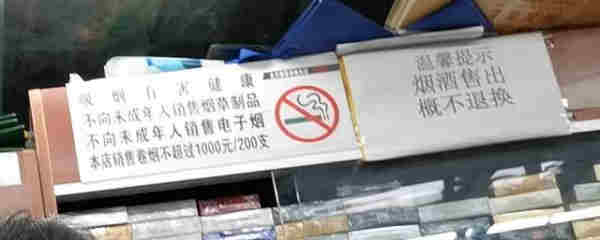 吸烟有害健康
不向未成年人销售烟草制品
不向未成年人销售电子烟
本店销售卷烟不超过1000元/200支
温馨提示
烟酒售出
概不退换